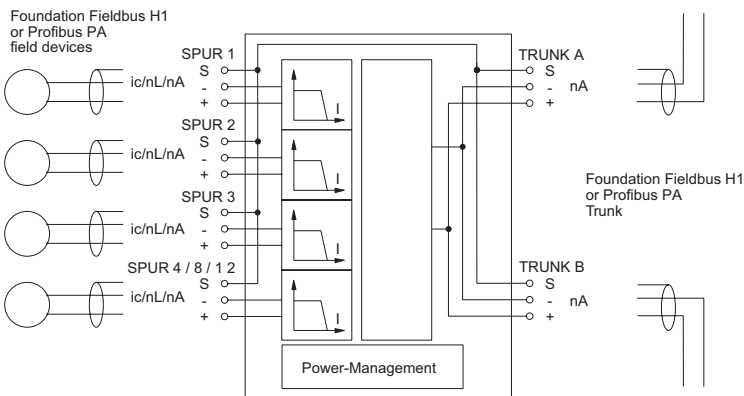 Foundation Fieldbus H1
or Profibus PA
field devices
SPUR 1
S
ic/nL/nA -
+
I
SPUR 2
S
ic/nL/nA -
+
I
SPUR 3
S
ic/nL/nA -
+
I
SPUR 4 / 8 / 1 2
S
ic/nL/nA -
+
I
Power-Management
TRUNK A
S
- nA
+
Foundation Fieldbus H1
or Profibus PA
Trunk
TRUNK B
S
- nA
+